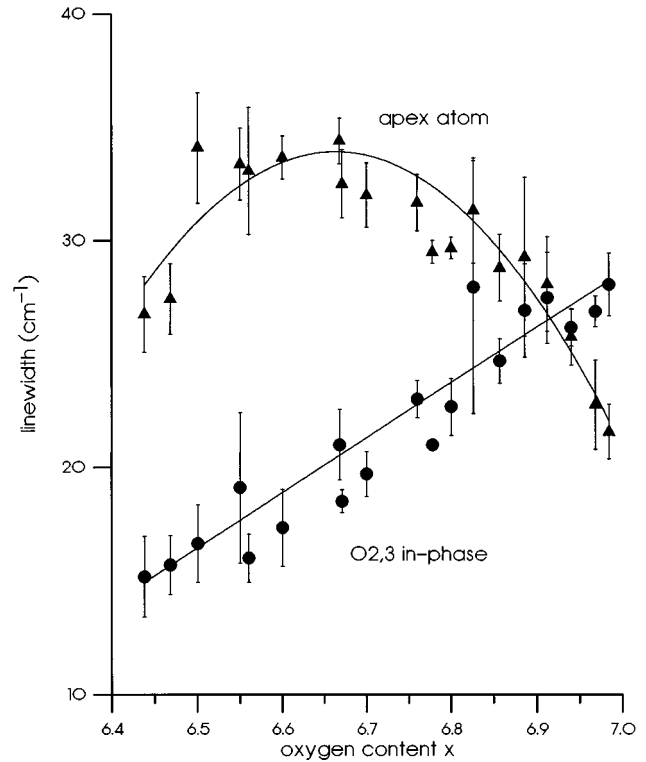 40
apex atom
30
linewidth (cm⁻¹)
20
O2,3 in-phase
10
6.4 6.5 6.6 6.7 6.8 6.9 7.0
oxygen content x